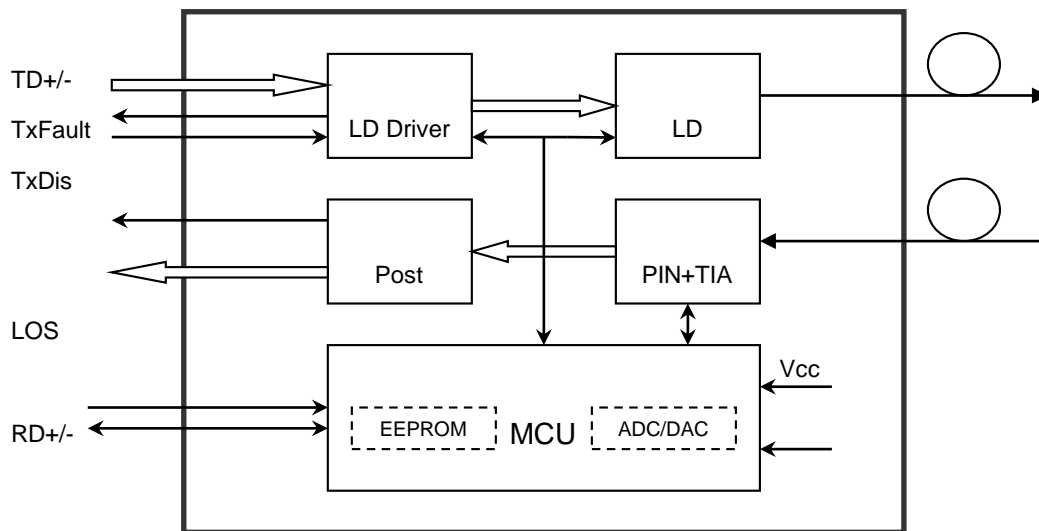 TD+/-
TxFault
TxDis
LOS
RD+/-
LD Driver
LD
Post
PIN+TIA
Vcc
EEPROM
MCU
ADC/DAC